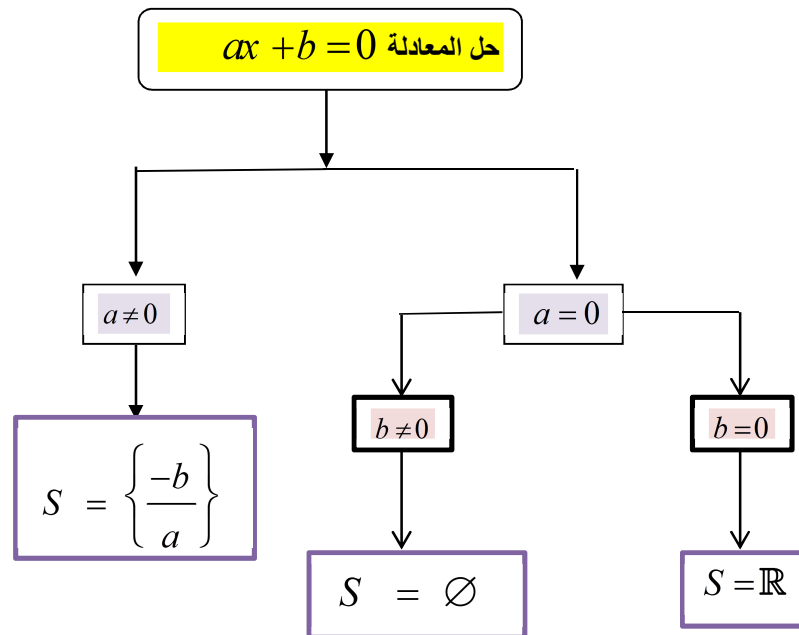 حل المعادلة ax + b = 0
a ≠ 0
a = 0
b ≠ 0
b = 0
S = {-b/a}
S = ∅
S = ℝ